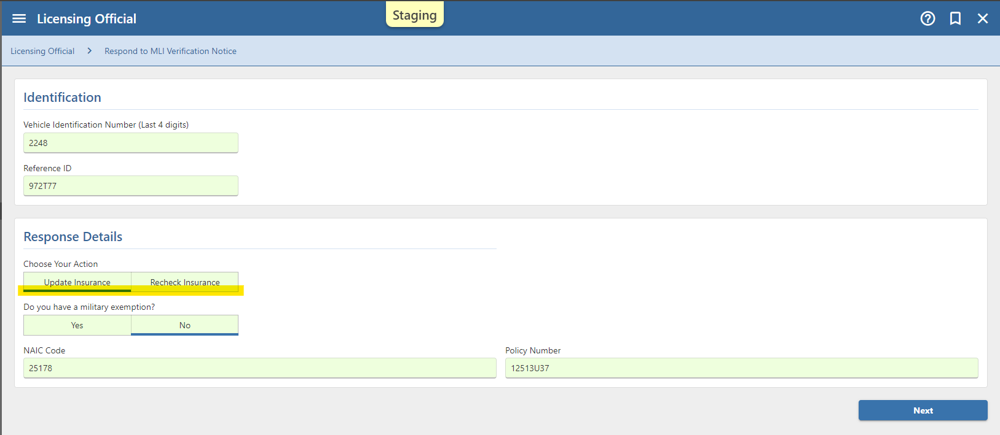 Licensing Official
Staging
Licensing Official > Respond to MLI Verification Notice
Identification
Vehicle Identification Number (Last 4 digits)
2248
Reference ID
972T77
Response Details
Choose Your Action
Update Insurance Recheck Insurance
Do you have a military exemption?
Yes No
NAIC Code Policy Number
25178 12513U37
Next